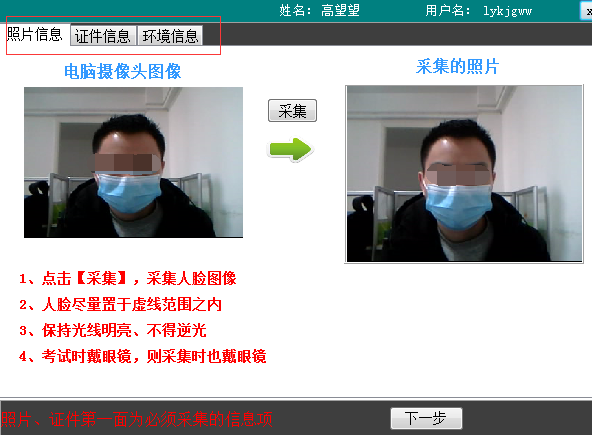 姓名： 高望望 用户名： lykjgww x
照片信息 证件信息 环境信息
电脑摄像头图像 采集的照片
采集
1、点击【采集】，采集人脸图像
2、人脸尽量置于虚线范围之内
3、保持光线明亮、不得逆光
4、考试时戴眼镜，则采集时也戴眼镜
照片、证件第一面为必须采集的信息项 下一步